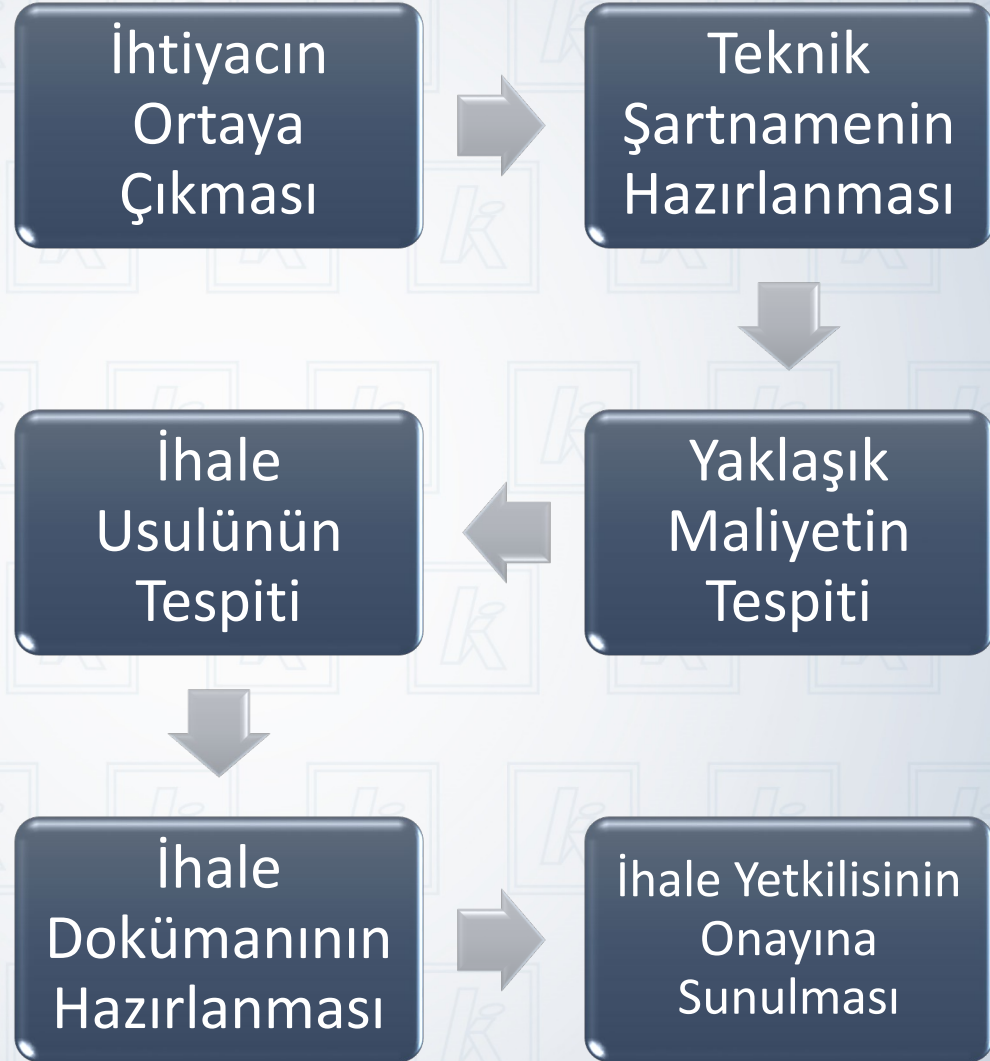 İhtiyacın
Ortaya
Çıkması
Teknik
Şartnamenin
Hazırlanması
Yaklaşık
Maliyetin
Tespiti
İhale
Usulünün
Tespiti
İhale
Dokümanının
Hazırlanması
İhale Yetkilisinin
Onayına
Sunulması